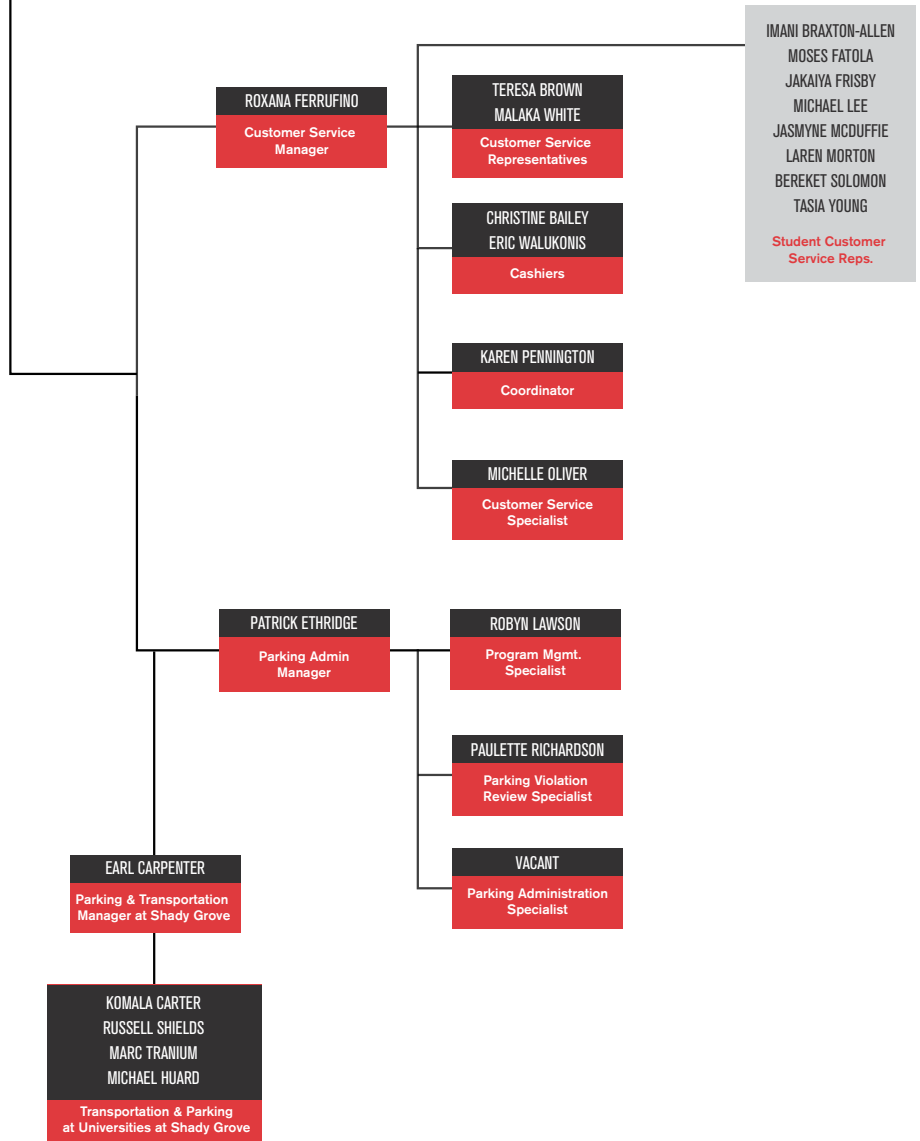 IMANI BRAXTON-ALLEN
MOSES FATOLA
JAKAIYA FRISBY
MICHAEL LEE
JASMYNE MCDUFFIE
LAREN MORTON
BEREKET SOLOMON
TASIA YOUNG
Student Customer
Service Reps.
ROXANA FERRUFINO
Customer Service
Manager
TERESA BROWN
MALAKA WHITE
Customer Service
Representatives
CHRISTINE BAILEY
ERIC WALUKONIS
Cashiers
KAREN PENNINGTON
Coordinator
MICHELLE OLIVER
Customer Service
Specialist
PATRICK ETHRIDGE
Parking Admin
Manager
ROBYN LAWSON
Program Mgmt.
Specialist
PAULETTE RICHARDSON
Parking Violation
Review Specialist
VACANT
Parking Administration
Specialist
EARL CARPENTER
Parking & Transportation
Manager at Shady Grove
KOMALA CARTER
RUSSELL SHIELDS
MARC TRANIUM
MICHAEL HUARD
Transportation & Parking
at Universities at Shady Grove